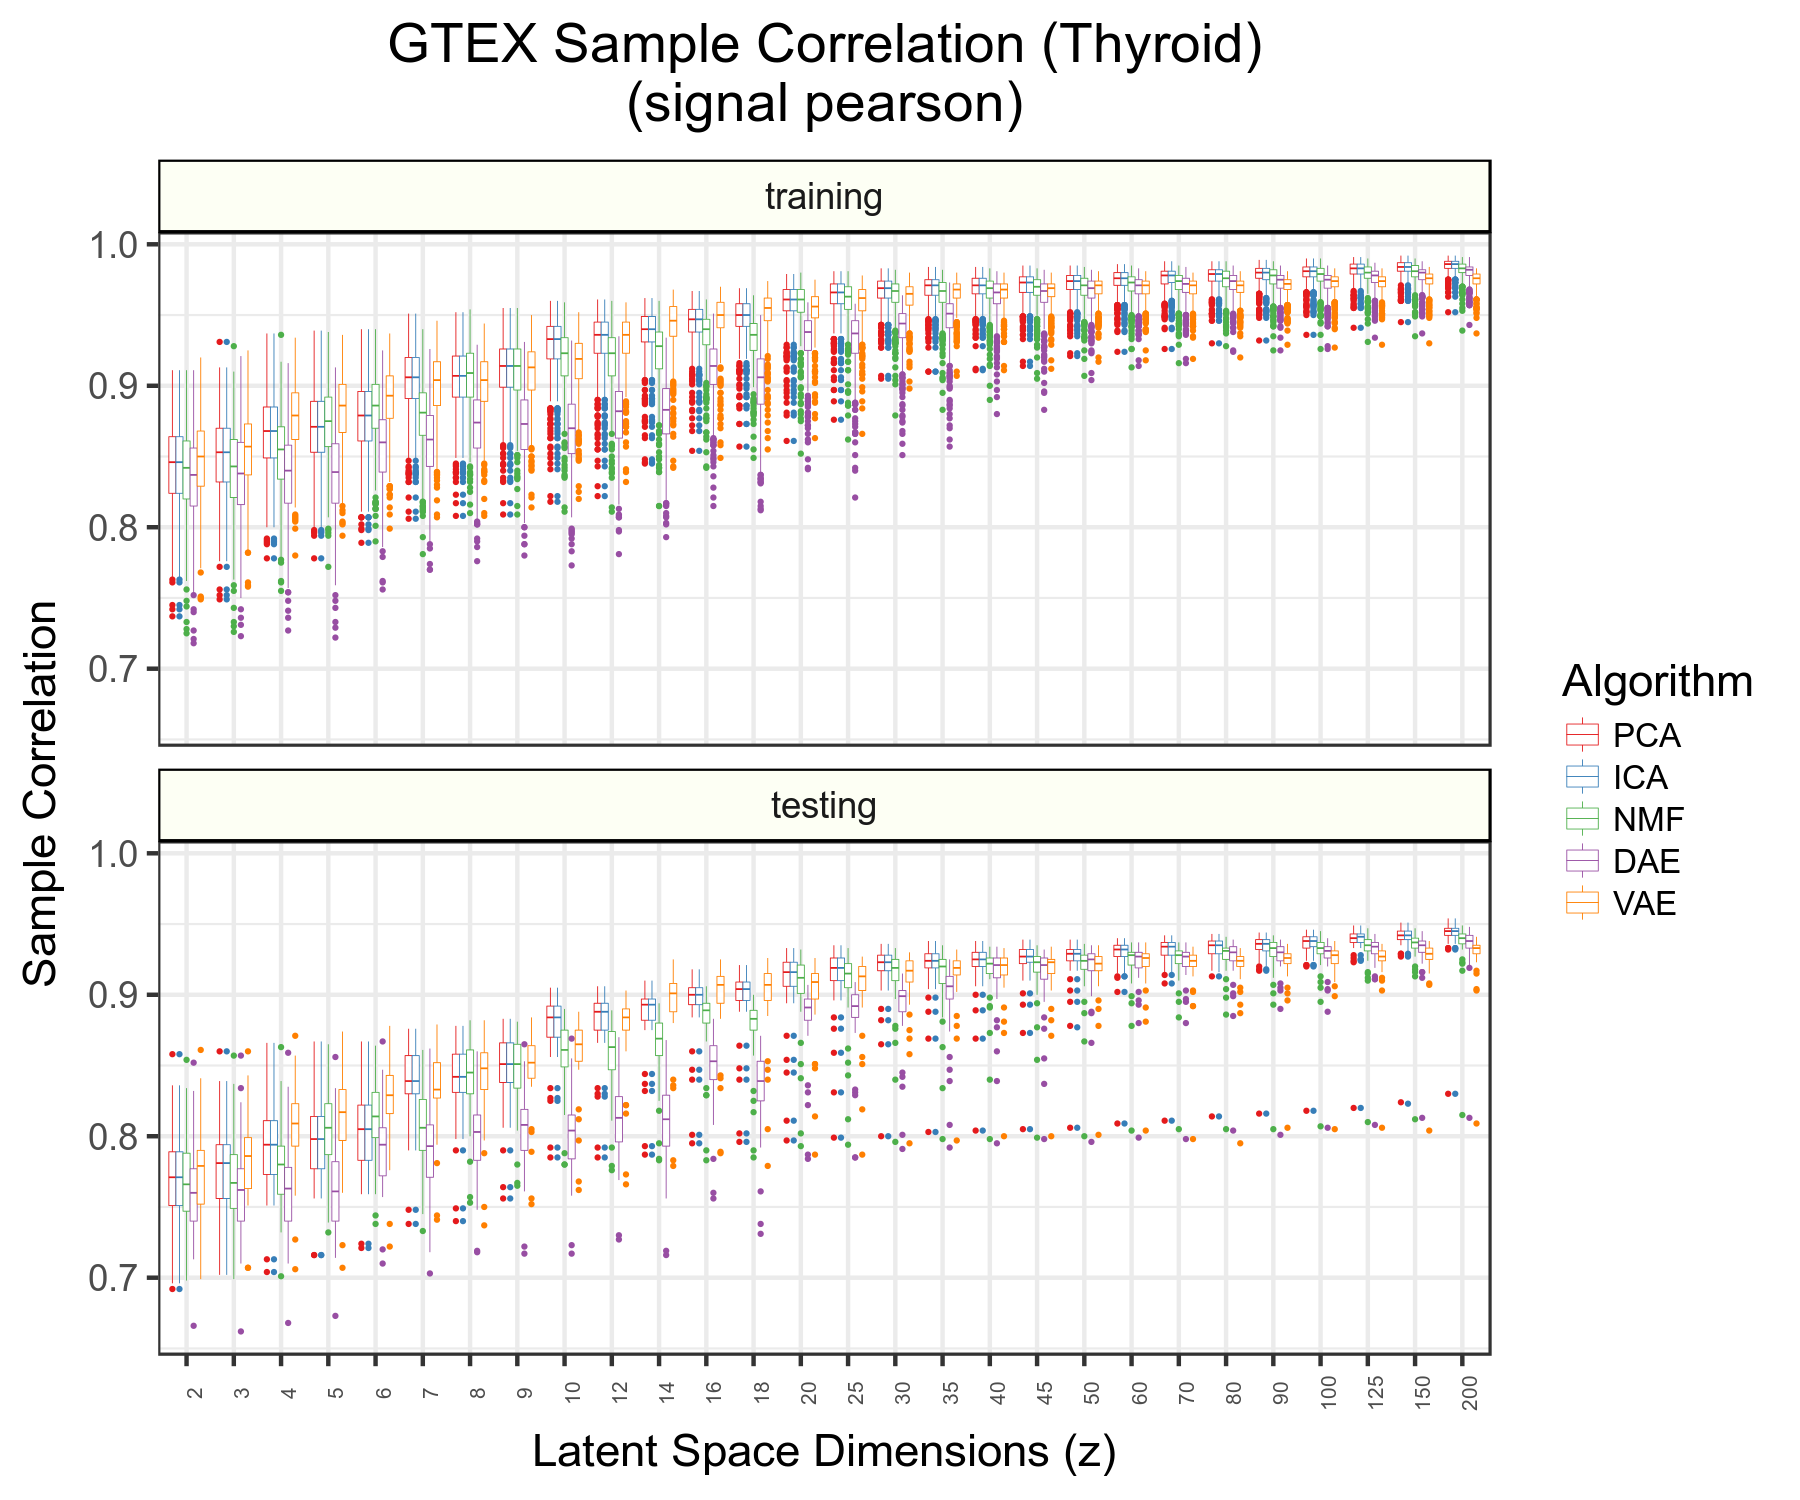 GTEX Sample Correlation (Thyroid)
(signal pearson)
training
1.0
0.9
0.8
0.7
testing
1.0
0.9
0.8
0.7
Sample Correlation
2 3 4 5 6 7 8 9 10 12 14 16 18 20 25 30 35 40 45 50 60 70 80 90 100 125 150 200
Latent Space Dimensions (z)
Algorithm
PCA
ICA
NMF
DAE
VAE